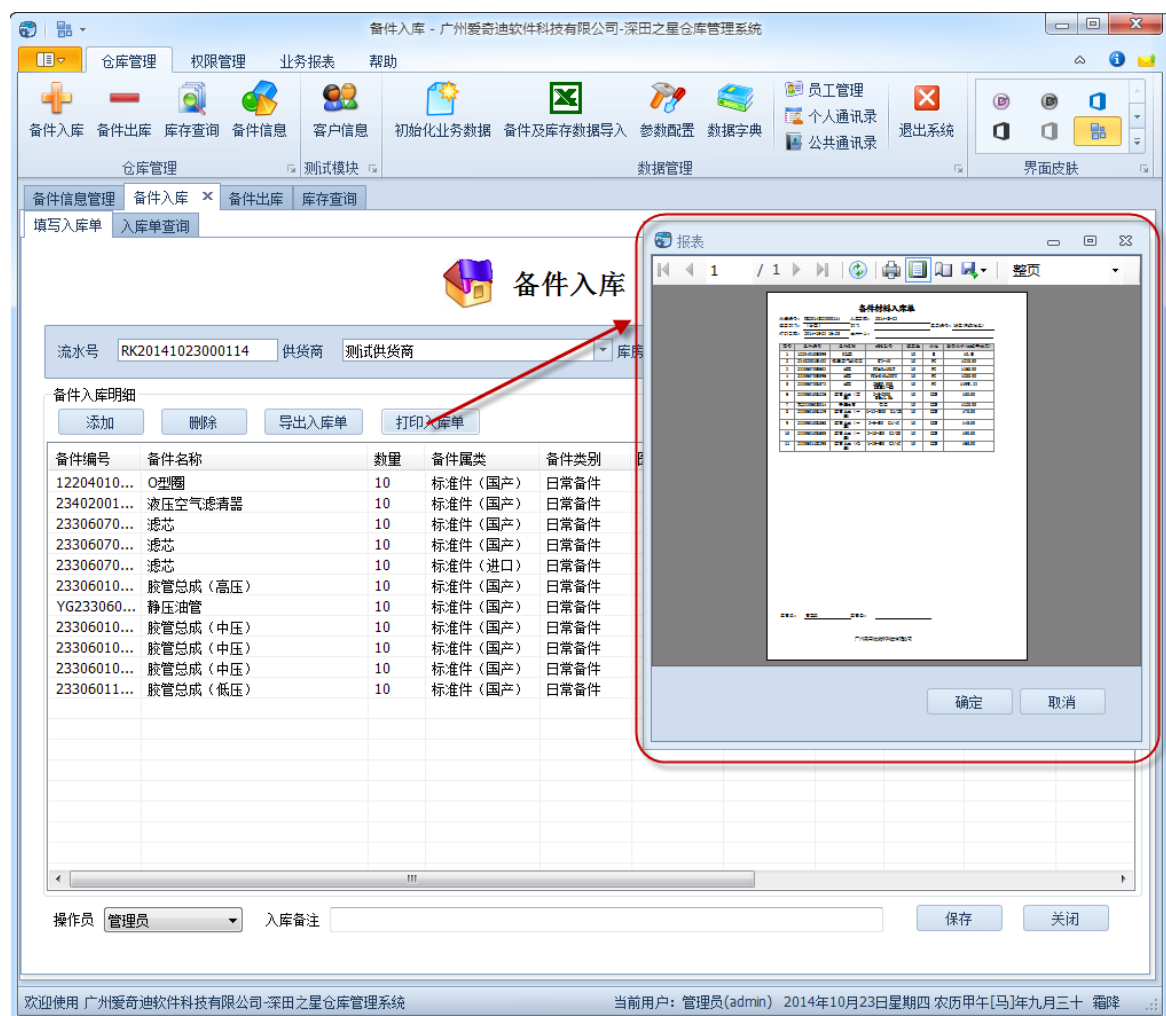 备件入库 - 广州爱奇迪软件科技有限公司-深田之星仓库管理系统
仓库管理 权限管理 业务报表 帮助
备件入库 备件出库 库存查询 备件信息 客户信息 初始化业务数据 备件及库存数据导入 参数配置 数据字典 员工管理 个人通讯录 公共通讯录 退出系统
仓库管理 测试模块 数据管理 界面皮肤
备件信息管理 备件入库 备件出库 库存查询
填写入库单 入库单查询
备件入库
流水号 RK20141023000114 供货商 测试供货商 库房
备件入库明细
添加 删除 导出入库单 打印入库单
备件编号 备件名称 数量 备件属类 备件类别
12204010... O型圈 10 标准件（国产） 日常备件
23402001... 液压空气滤清器 10 标准件（国产） 日常备件
23306070... 滤芯 10 标准件（国产） 日常备件
23306070... 滤芯 10 标准件（国产） 日常备件
23306070... 滤芯 10 标准件（进口） 日常备件
23306010... 胶管总成（高压） 10 标准件（国产） 日常备件
YG233060... 静压油管 10 标准件（国产） 日常备件
23306010... 胶管总成（中压） 10 标准件（国产） 日常备件
23306010... 胶管总成（中压） 10 标准件（国产） 日常备件
23306010... 胶管总成（中压） 10 标准件（国产） 日常备件
23306011... 胶管总成（低压） 10 标准件（国产） 日常备件
报表
1 / 1 整页
备件材料入库单
确定 取消
操作员 管理员 入库备注 保存 关闭
欢迎使用 广州爱奇迪软件科技有限公司-深田之星仓库管理系统 当前用户：管理员(admin) 2014年10月23日星期四 农历甲午[马]年九月三十 霜降